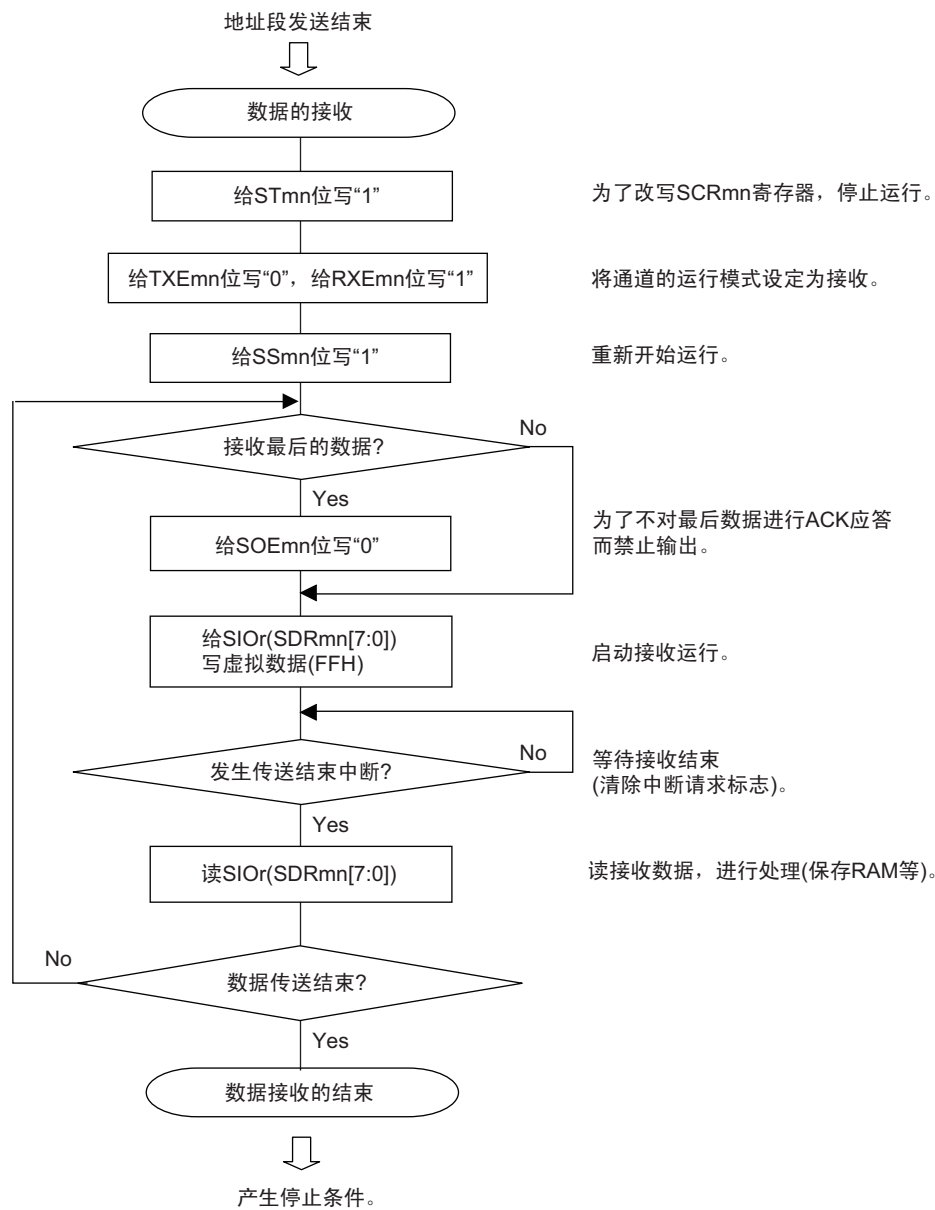 地址段发送结束
数据的接收
给STmn位写“1”
为了改写SCRmn寄存器，停止运行。
给TXEmn位写“0”，给RXEmn位写“1”
将通道的运行模式设定为接收。
给SSmn位写“1”
重新开始运行。
接收最后的数据?
No
Yes
给SOEmn位写“0”
为了不对最后数据进行ACK应答
而禁止输出。
给SIOr(SDRmn[7:0])
写虚拟数据(FFH)
启动接收运行。
发生传送结束中断?
No
等待接收结束
(清除中断请求标志)。
Yes
读SIOr(SDRmn[7:0])
读接收数据，进行处理(保存RAM等)。
No
数据传送结束?
Yes
数据接收的结束
产生停止条件。